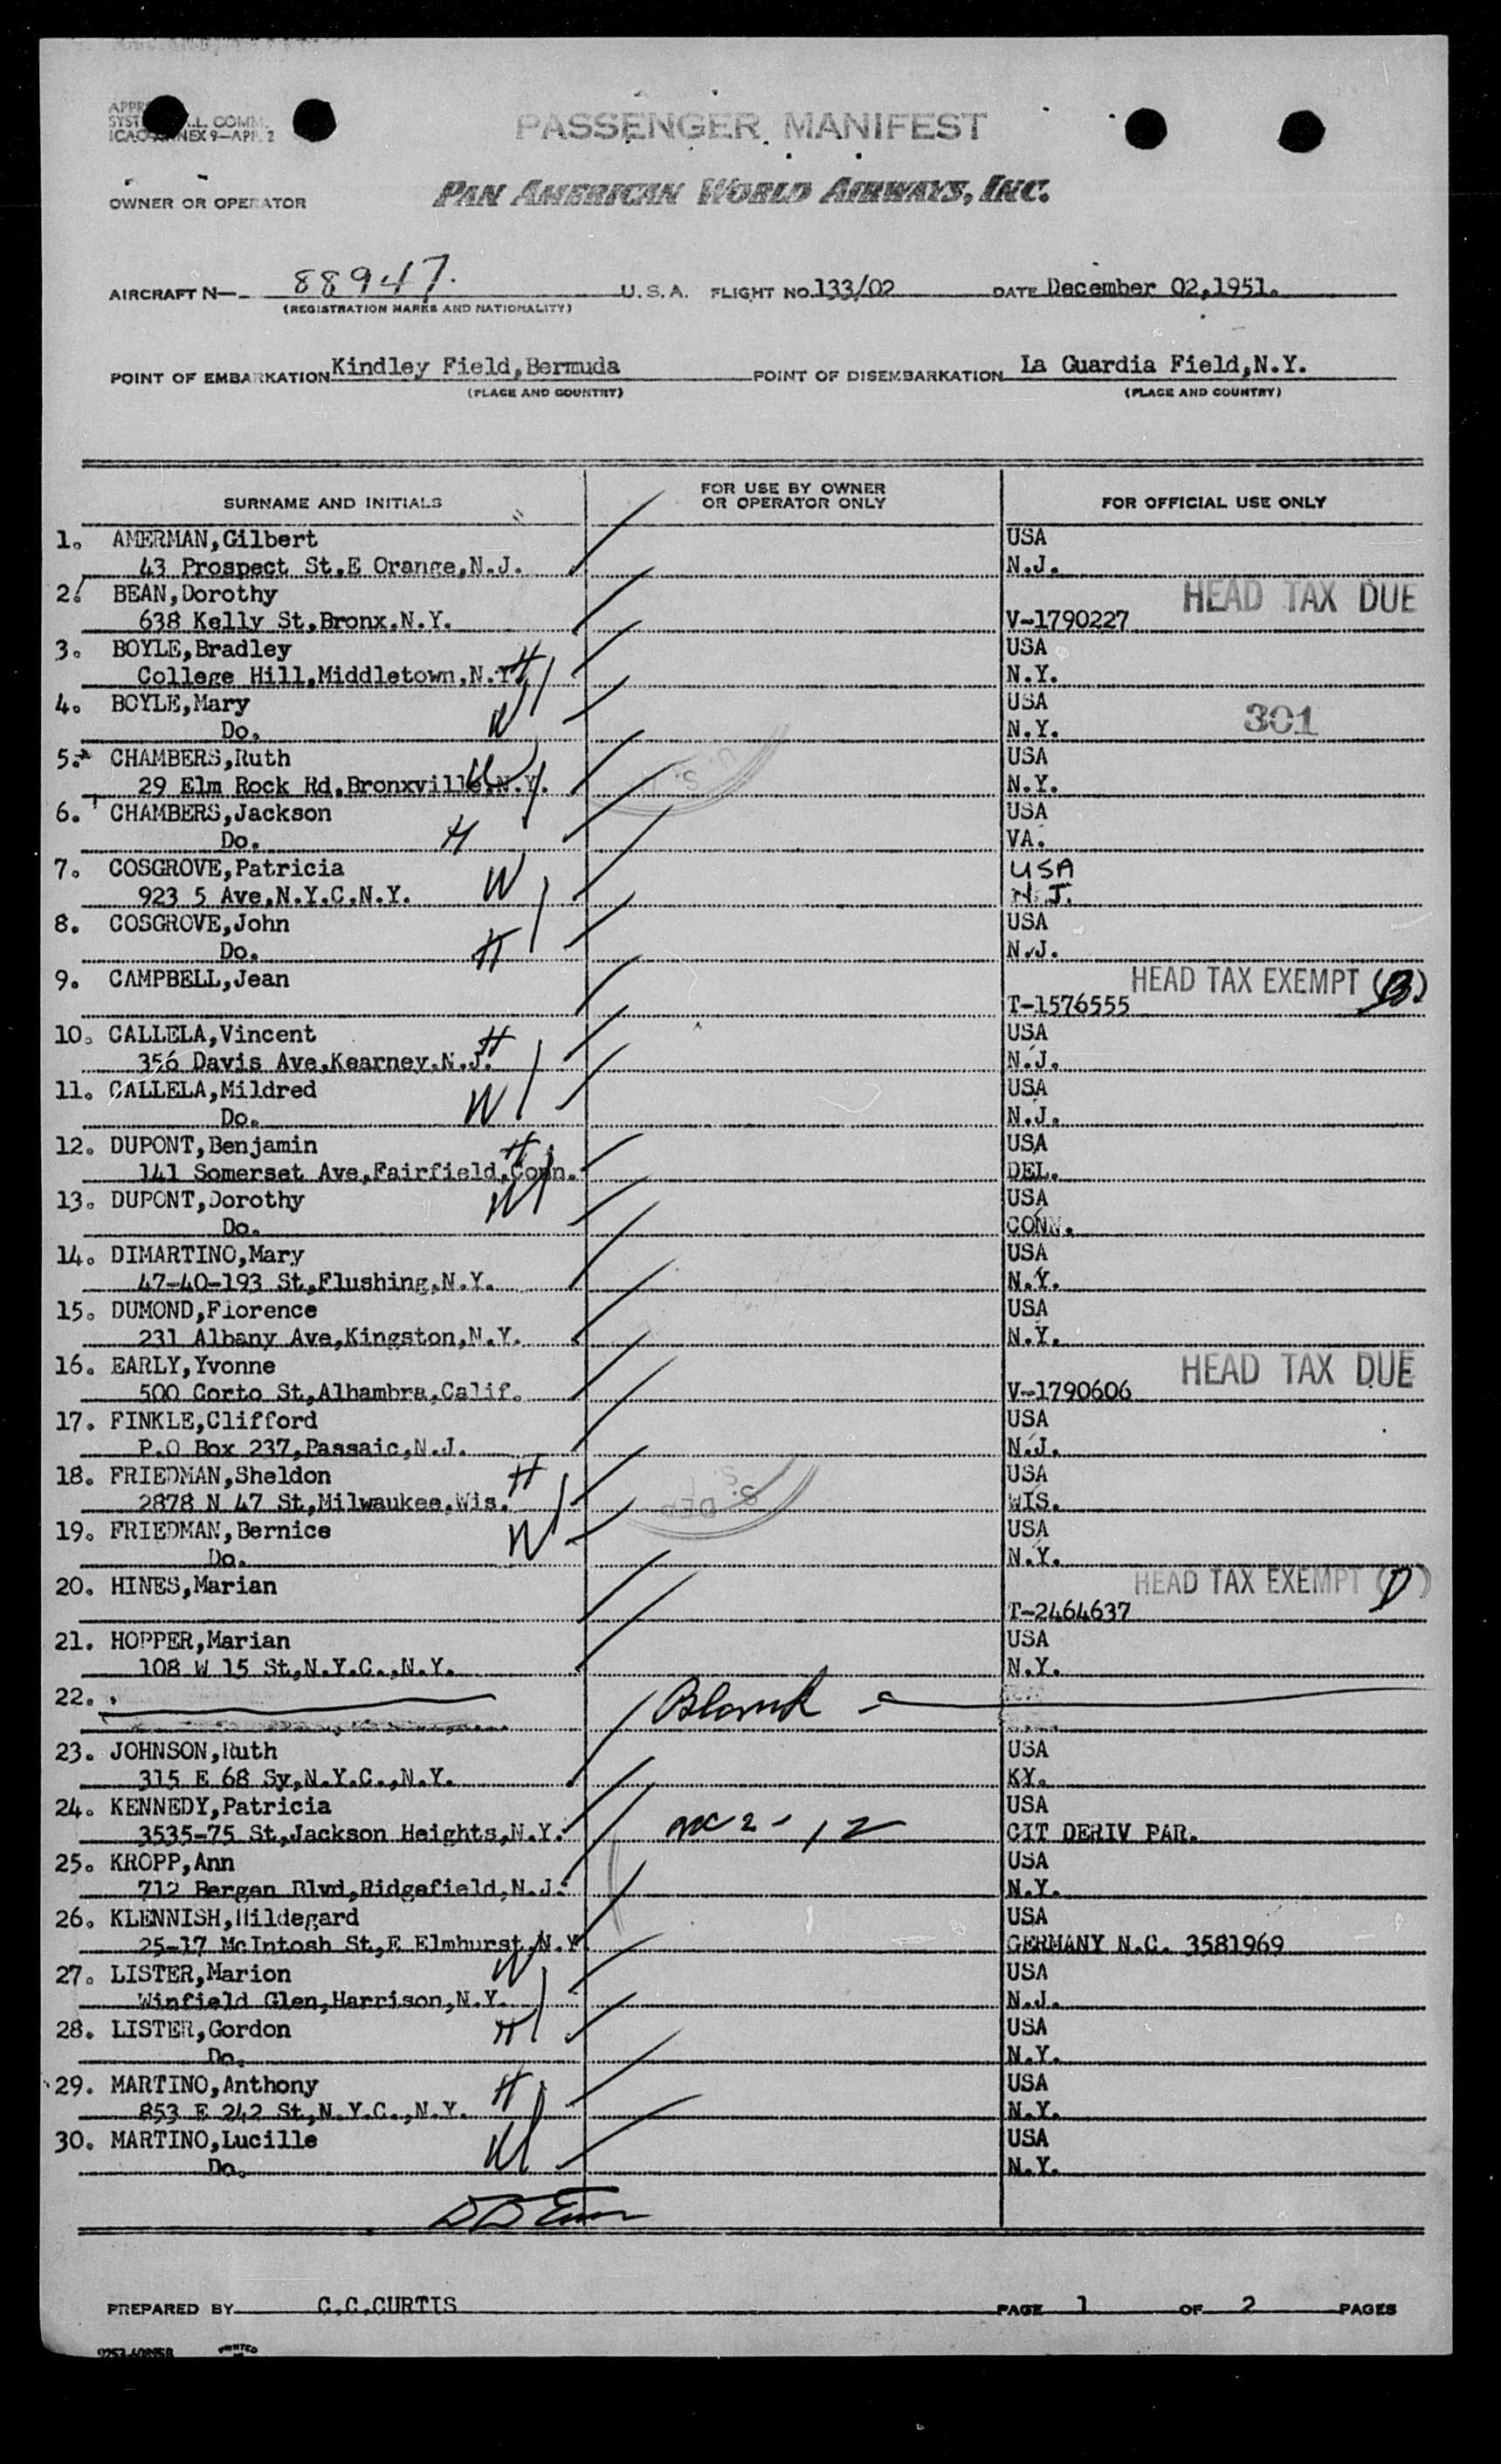 PASSENGER MANIFEST
OWNER OR OPERATOR PAN AMERICAN WORLD AIRWAYS, INC.
AIRCRAFT N— 88947. U.S.A. FLIGHT NO. 133/02 DATE December 02,1951.
(REGISTRATION MARKS AND NATIONALITY)
POINT OF EMBARKATION Kindley Field,Bermuda POINT OF DISEMBARKATION La Guardia Field,N.Y.
(PLACE AND COUNTRY) (PLACE AND COUNTRY)
SURNAME AND INITIALS FOR USE BY OWNER OR OPERATOR ONLY FOR OFFICIAL USE ONLY
1. AMERMAN,Gilbert USA
43 Prospect St.E Orange,N.J. N.J.
2. BEAN,Dorothy HEAD TAX DUE
638 Kelly St,Bronx.N.Y. V-1790227
3. BOYLE,Bradley H USA
College Hill,Middletown,N.Y. N.Y.
4. BOYLE,Mary USA
Do. W N.Y. 301
5. CHAMBERS,Ruth W USA
29 Elm Rock Rd,Bronxville,N.Y. N.Y.
6. CHAMBERS,Jackson USA
Do. H VA.
7. COSGROVE,Patricia W USA
923 5 Ave,N.Y.C.N.Y. N.J.
8. COSGROVE,John USA
Do. H N.J.
9. CAMPBELL,Jean HEAD TAX EXEMPT (B)
T-1576555
10. CALLELA,Vincent H USA
356 Davis Ave,Kearney.N.J. N.J.
11. CALLELA,Mildred W USA
Do. N.J.
12. DUPONT,Benjamin H USA
141 Somerset Ave,Fairfield,Conn. DEL.
13. DUPONT,Dorothy W USA
Do. CONN.
14. DIMARTINO,Mary USA
47-40-193 St,Flushing,N.Y. N.Y.
15. DUMOND,Florence USA
231 Albany Ave,Kingston,N.Y. N.Y.
16. EARLY,Yvonne HEAD TAX DUE
500 Corto St,Alhambra,Calif. V-1790606
17. FINKLE,Clifford USA
P.O Box 237,Passaic,N.J. N.J.
18. FRIEDMAN,Sheldon H USA
2878 N 47 St,Milwaukee,Wis. WIS.
19. FRIEDMAN,Bernice W USA
Do. N.Y.
20. HINES,Marian HEAD TAX EXEMPT (D)
T-2464637
21. HOPPER,Marian USA
108 W 15 St,N.Y.C.,N.Y. N.Y.
22. Blank
23. JOHNSON,Ruth USA
315 E 68 Sy,N.Y.C.,N.Y. KY.
24. KENNEDY,Patricia USA
3535-75 St,Jackson Heights,N.Y. 2-12 CIT DERIV PAR.
25. KROPP,Ann USA
712 Bergen Blvd,Ridgefield,N.J. N.Y.
26. KLENNISH,Hildegard USA
25-17 McIntosh St,E Elmhurst,N.Y GERMANY N.C. 3581969
27. LISTER,Marion W USA
Winfield Glen,Harrison,N.Y. N.J.
28. LISTER,Gordon H USA
Do. N.Y.
29. MARTINO,Anthony H USA
853 E 242 St,N.Y.C.,N.Y. N.Y.
30. MARTINO,Lucille W USA
Do. N.Y.
PREPARED BY C.C.CURTIS PAGE 1 OF 2 PAGES